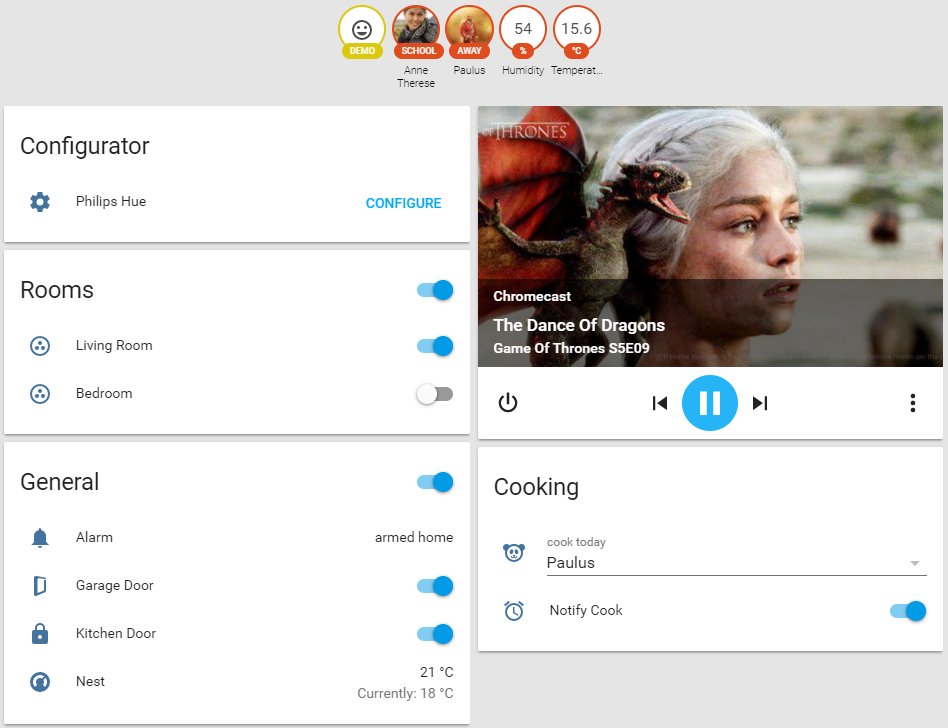 DEMO
SCHOOL
Anne
Therese
AWAY
Paulus
54
%
Humidity
15.6
°C
Temperat...
Configurator
Philips Hue
CONFIGURE
Rooms
Living Room
Bedroom
General
Alarm
armed home
Garage Door
Kitchen Door
Nest
21 °C
Currently: 18 °C
OF THRONES
Chromecast
The Dance Of Dragons
Game Of Thrones S5E09
Cooking
cook today
Paulus
Notify Cook